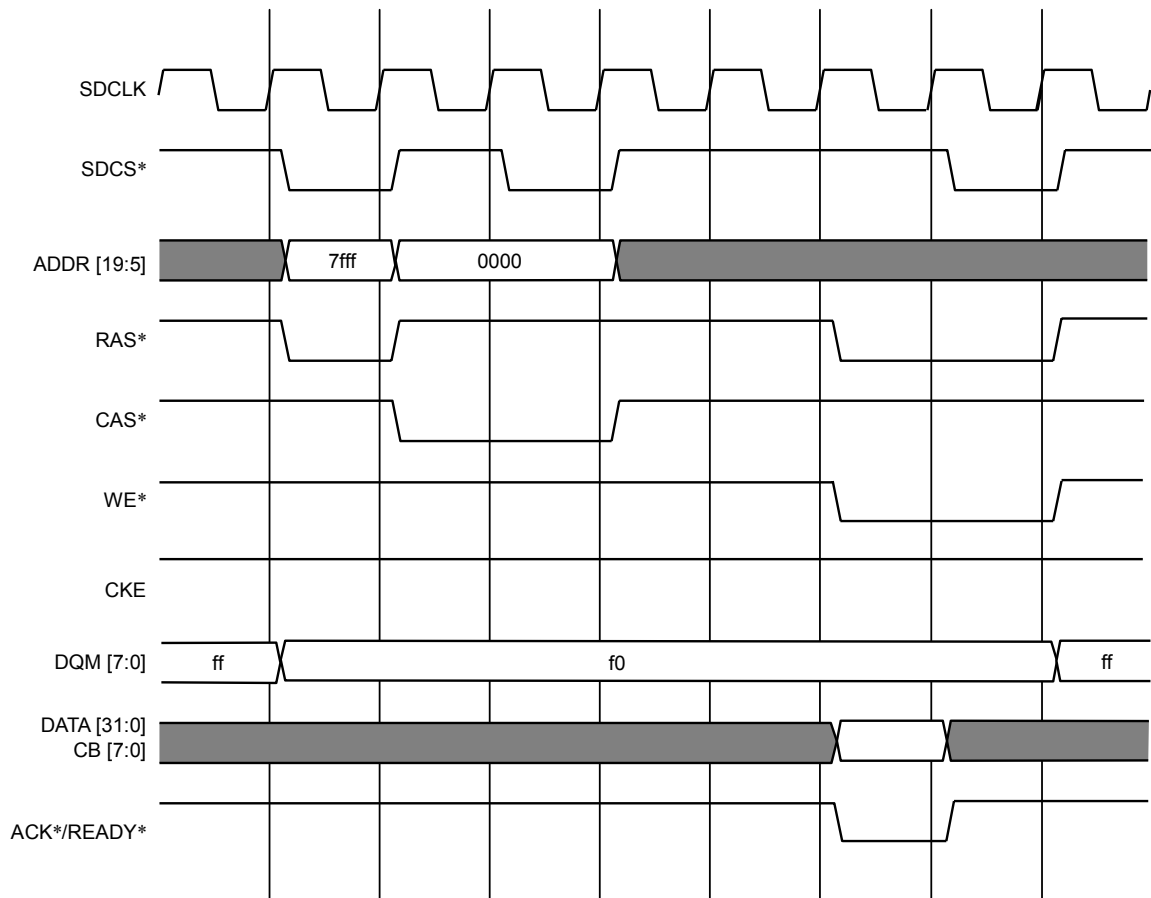 SDCLK
SDCS*
ADDR [19:5] 7fff 0000
RAS*
CAS*
WE*
CKE
DQM [7:0] ff f0 ff
DATA [31:0]
CB [7:0]
ACK*/READY*